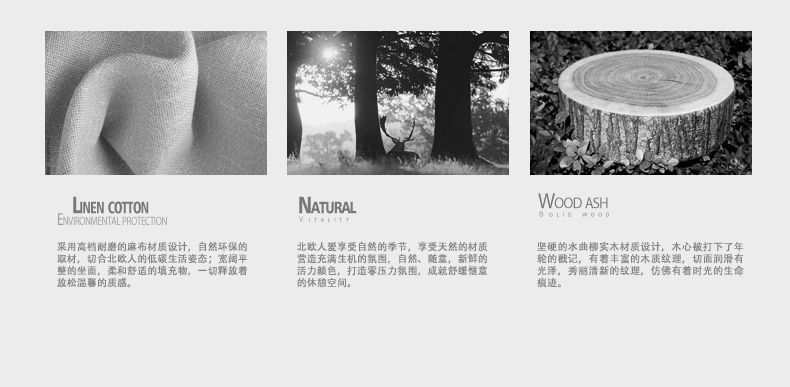 LINEN COTTON
ENVIRONMENTAL PROTECTION
采用高档耐磨的麻布材质设计，自然环保的
取材，切合北欧人的低碳生活姿态；宽阔平
整的坐面，柔和舒适的填充物，一切释放着
放松温馨的质感。
NATURAL
VITALITY
北欧人爱享受自然的季节，享受天然的材质
营造充满生机的氛围，自然、随意，新鲜的
活力颜色，打造零压力氛围，成就舒缓惬意
的休憩空间。
WOOD ASH
SOLID WOOD
坚硬的水曲柳实木材质设计，木心被打下了年
轮的戳记，有着丰富的木质纹理，切面润滑有
光泽，秀丽清新的纹理，仿佛有着时光的生命
痕迹。